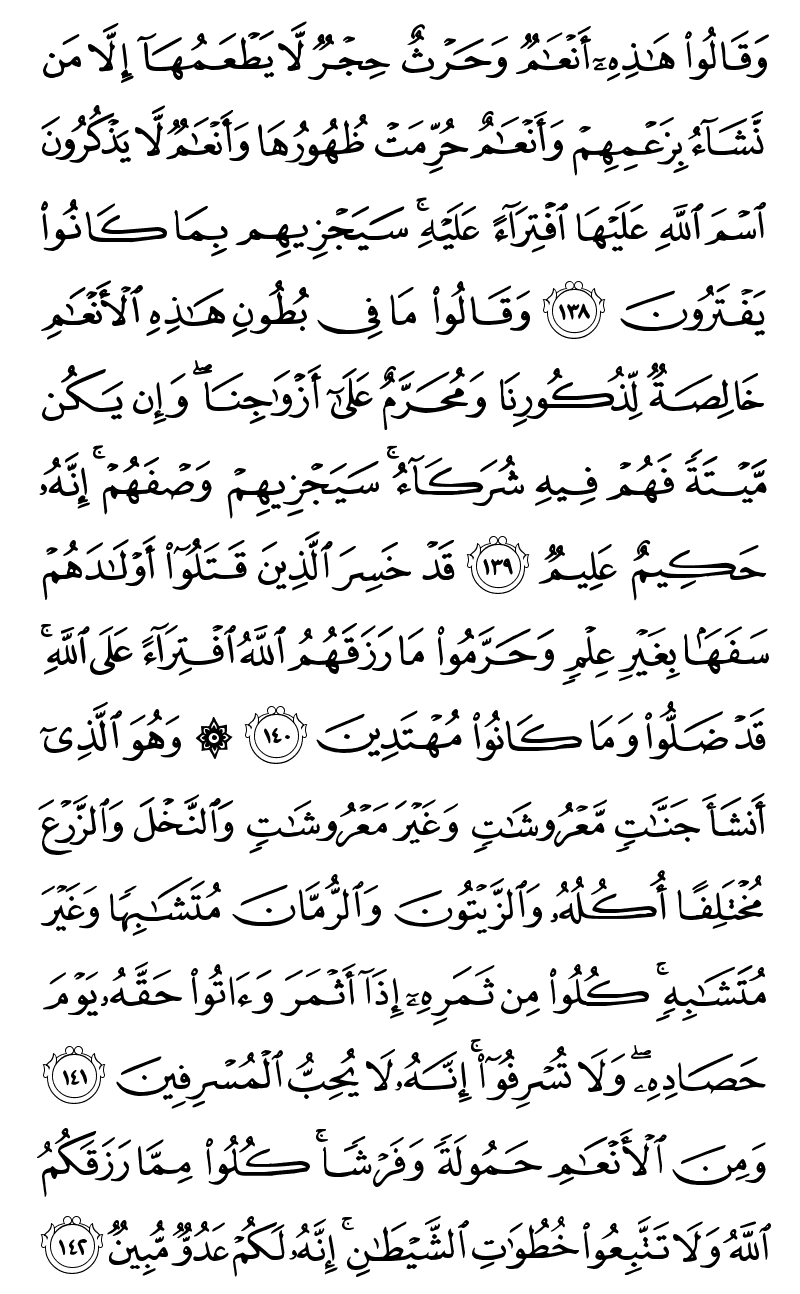 وَقَالُوا۟ هَـٰذِهِۦٓ أَنْعَـٰمٌۭ وَحَرْثٌ حِجْرٌۭ لَّا يَطْعَمُهَآ إِلَّا مَن
نَّشَآءُ بِزَعْمِهِمْ وَأَنْعَـٰمٌ حُرِّمَتْ ظُهُورُهَا وَأَنْعَـٰمٌۭ لَّا يَذْكُرُونَ
ٱسْمَ ٱللَّهِ عَلَيْهَا ٱفْتِرَآءً عَلَيْهِ ۚ سَيَجْزِيهِم بِمَا كَانُوا۟
يَفْتَرُونَ ١٣٨ وَقَالُوا۟ مَا فِى بُطُونِ هَـٰذِهِ ٱلْأَنْعَـٰمِ
خَالِصَةٌۭ لِّذُكُورِنَا وَمُحَرَّمٌ عَلَىٰٓ أَزْوَٰجِنَا ۖ وَإِن يَكُن
مَّيْتَةًۭ فَهُمْ فِيهِ شُرَكَآءُ ۚ سَيَجْزِيهِمْ وَصْفَهُمْ ۚ إِنَّهُۥ
حَكِيمٌ عَلِيمٌۭ ١٣٩ قَدْ خَسِرَ ٱلَّذِينَ قَتَلُوٓا۟ أَوْلَـٰدَهُمْ
سَفَهًۢا بِغَيْرِ عِلْمٍۢ وَحَرَّمُوا۟ مَا رَزَقَهُمُ ٱللَّهُ ٱفْتِرَآءً عَلَى ٱللَّهِ ۚ
قَدْ ضَلُّوا۟ وَمَا كَانُوا۟ مُهْتَدِينَ ١٤٠ ۞ وَهُوَ ٱلَّذِىٓ
أَنشَأَ جَنَّـٰتٍۢ مَّعْرُوشَـٰتٍۢ وَغَيْرَ مَعْرُوشَـٰتٍۢ وَٱلنَّخْلَ وَٱلزَّرْعَ
مُخْتَلِفًا أُكُلُهُۥ وَٱلزَّيْتُونَ وَٱلرُّمَّانَ مُتَشَـٰبِهًۭا وَغَيْرَ
مُتَشَـٰبِهٍۢ ۚ كُلُوا۟ مِن ثَمَرِهِۦٓ إِذَآ أَثْمَرَ وَءَاتُوا۟ حَقَّهُۥ يَوْمَ
حَصَادِهِۦ ۖ وَلَا تُسْرِفُوٓا۟ ۚ إِنَّهُۥ لَا يُحِبُّ ٱلْمُسْرِفِينَ ١٤١
وَمِنَ ٱلْأَنْعَـٰمِ حَمُولَةًۭ وَفَرْشًۭا ۚ كُلُوا۟ مِمَّا رَزَقَكُمُ
ٱللَّهُ وَلَا تَتَّبِعُوا۟ خُطُوَٰتِ ٱلشَّيْطَـٰنِ ۚ إِنَّهُۥ لَكُمْ عَدُوٌّۭ مُّبِينٌۭ ١٤٢